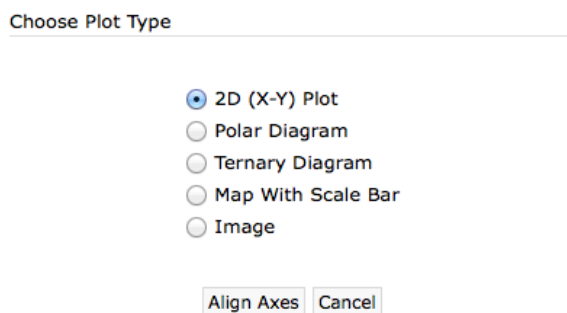 Choose Plot Type
2D (X-Y) Plot
Polar Diagram
Ternary Diagram
Map With Scale Bar
Image
Align Axes Cancel